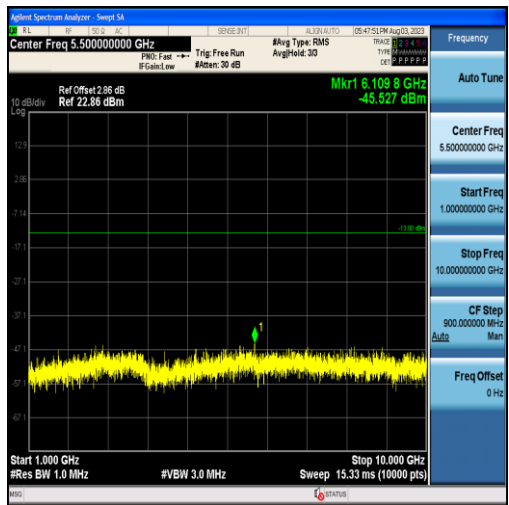 Agilent Spectrum Analyzer - Swept SA
RL RF 50 Ω AC SENSE:INT ALIGN AUTO 05:47:51 PM Aug 03, 2023
Center Freq 5.500000000 GHz
PNO: Fast
IFGain:Low
Trig: Free Run
#Atten: 30 dB
#Avg Type: RMS
Avg|Hold: 3/3
TRACE 1 2 3 4 5 6
TYPE M
DET P P P P P P
Mkr1 6.109 8 GHz
-45.527 dBm
Ref Offset 2.86 dB
10 dB/div Ref 22.86 dBm
Log
12.9
2.86
-7.14
-13.00 dBm
-17.1
-27.1
-37.1
1
-47.1
-57.1
-67.1
Start 1.000 GHz Stop 10.000 GHz
#Res BW 1.0 MHz #VBW 3.0 MHz Sweep 15.33 ms (10000 pts)
MSG STATUS
Frequency
Auto Tune
Center Freq
5.500000000 GHz
Start Freq
1.000000000 GHz
Stop Freq
10.000000000 GHz
CF Step
900.000000 MHz
Auto Man
Freq Offset
0 Hz